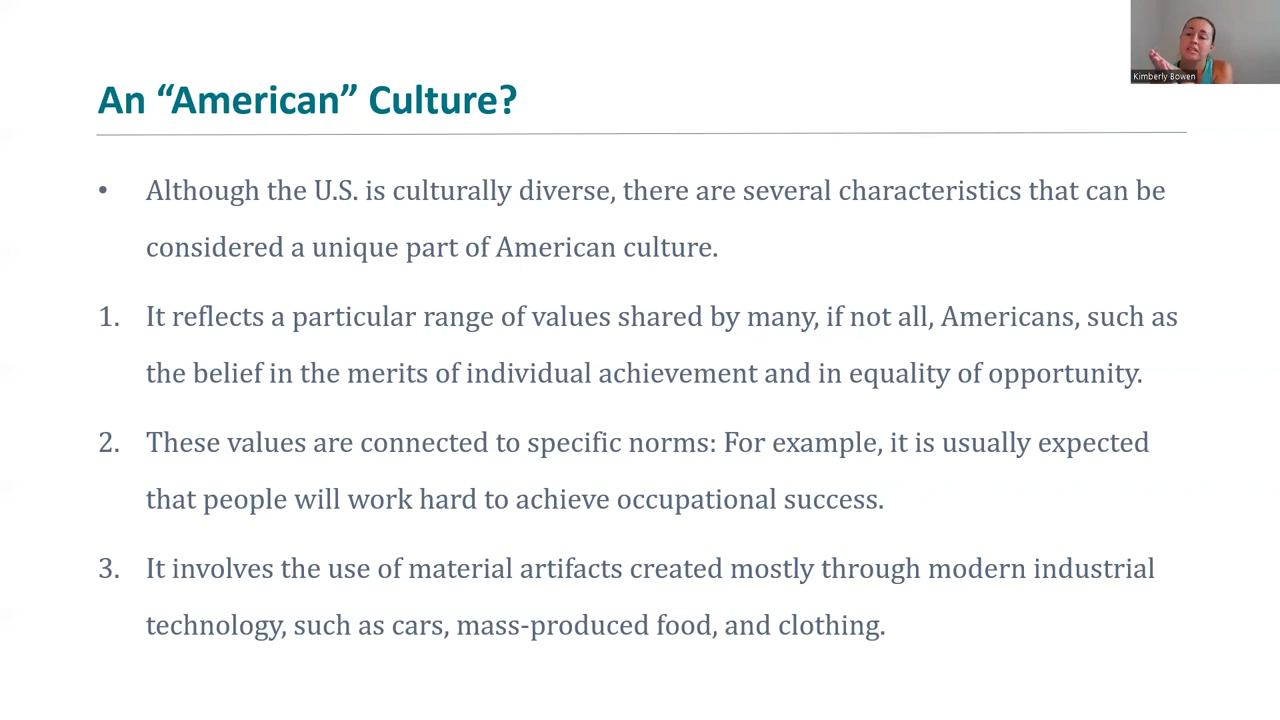 Kimberly Bowen
An “American” Culture?
• Although the U.S. is culturally diverse, there are several characteristics that can be
considered a unique part of American culture.
1. It reflects a particular range of values shared by many, if not all, Americans, such as
the belief in the merits of individual achievement and in equality of opportunity.
2. These values are connected to specific norms: For example, it is usually expected
that people will work hard to achieve occupational success.
3. It involves the use of material artifacts created mostly through modern industrial
technology, such as cars, mass-produced food, and clothing.